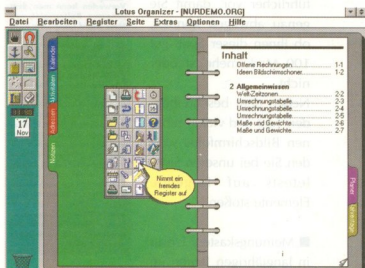 Lotus Organizer - [NURDEMO.ORG]
Datei Bearbeiten Register Seite Extras Optionen Hilfe
Kalender
Aktivitäten
Adressen
Notizen
17
Nov
Nimmt ein
fremdes
Register auf
Inhalt
Offene Rechnungen 1-1
Ideen Bildschirmschoner 1-2
2 Allgemeinwissen
Welt-Zeitzonen 2-2
Umrechnungstabelle 2-3
Umrechnungstabelle 2-4
Umrechnungstabelle 2-5
Maße und Gewichte 2-6
Maße und Gewichte 2-7
Planer